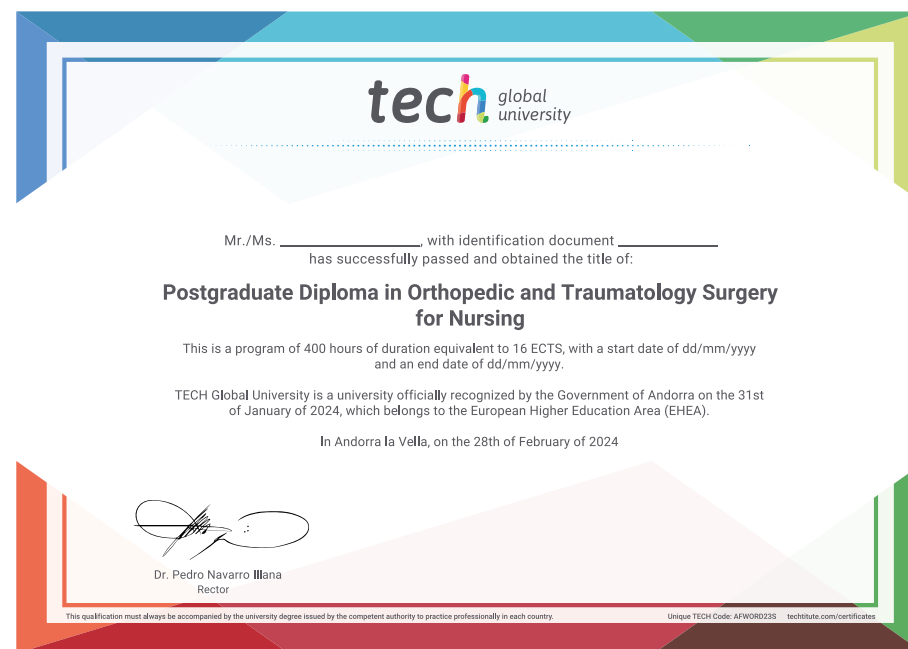 tech global university
Mr./Ms. ____________, with identification document ____________
has successfully passed and obtained the title of:
Postgraduate Diploma in Orthopedic and Traumatology Surgery
for Nursing
This is a program of 400 hours of duration equivalent to 16 ECTS, with a start date of dd/mm/yyyy
and an end date of dd/mm/yyyy.
TECH Global University is a university officially recognized by the Government of Andorra on the 31st
of January of 2024, which belongs to the European Higher Education Area (EHEA).
In Andorra la Vella, on the 28th of February of 2024
Dr. Pedro Navarro Illana
Rector
This qualification must always be accompanied by the university degree issued by the competent authority to practice professionally in each country.
Unique TECH Code: AFWORD23S techtitute.com/certificates